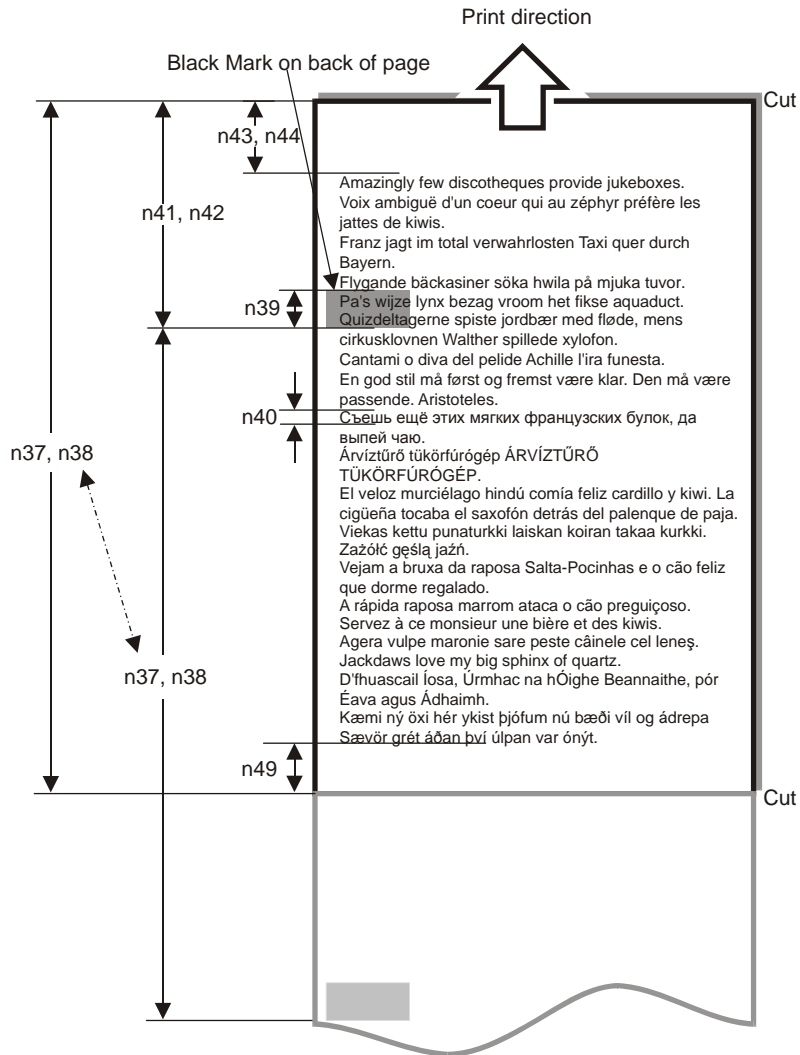 Print direction
Black Mark on back of page
Cut
n43, n44
n41, n42
Amazingly few discotheques provide jukeboxes.
Voix ambiguë d'un coeur qui au zéphyr préfère les
jattes de kiwis.
Franz jagt im total verwahrlosten Taxi quer durch
Bayern.
Flygande bäckasiner söka hwila på mjuka tuvor.
n39
Pa's wijze lynx bezag vroom het fikse aquaduct.
Quizdeltagerne spiste jordbær med fløde, mens
cirkusklovnen Walther spillede xylofon.
Cantami o diva del pelide Achille l'ira funesta.
En god stil må først og fremst være klar. Den må være
passende. Aristoteles.
n40
Съешь ещё этих мягких французских булок, да
выпей чаю.
n37, n38
Árvíztűrő tükörfúrógép ÁRVÍZTŰRŐ
TÜKÖRFÚRÓGÉP.
El veloz murciélago hindú comía feliz cardillo y kiwi. La
cigüeña tocaba el saxofón detrás del palenque de paja.
Viekas kettu punaturkki laiskan koiran takaa kurkki.
Zażółć gęślą jaźń.
Vejam a bruxa da raposa Salta-Pocinhas e o cão feliz
que dorme regalado.
A rápida raposa marrom ataca o cão preguiçoso.
Servez à ce monsieur une bière et des kiwis.
Agera vulpe maronie sare peste câinele cel leneş.
Jackdaws love my big sphinx of quartz.
n37, n38
D'fhuascail Íosa, Úrmhac na hÓighe Beannaithe, pór
Éava agus Ádhaimh.
Kæmi ný öxi hér ykist þjófum nú bæði víl og ádrepa
Sævör grét áðan því úlpan var ónýt.
n49
Cut